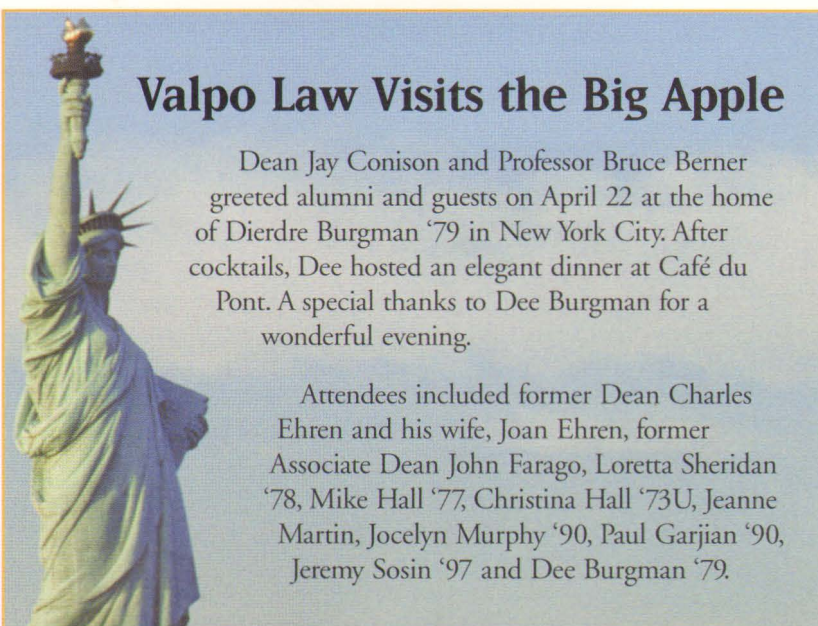 Valpo Law Visits the Big Apple
Dean Jay Conison and Professor Bruce Berner
greeted alumni and guests on April 22 at the home
of Dierdre Burgman ‘79 in New York City. After
cocktails, Dee hosted an elegant dinner at Café du
Pont. A special thanks to Dee Burgman for a
wonderful evening.
Attendees included former Dean Charles
Ehren and his wife, Joan Ehren, former
Associate Dean John Farago, Loretta Sheridan
‘78, Mike Hall ‘77, Christina Hall ‘73U, Jeanne
Martin, Jocelyn Murphy ‘90, Paul Garjian ‘90,
Jeremy Sosin ‘97 and Dee Burgman ‘79.